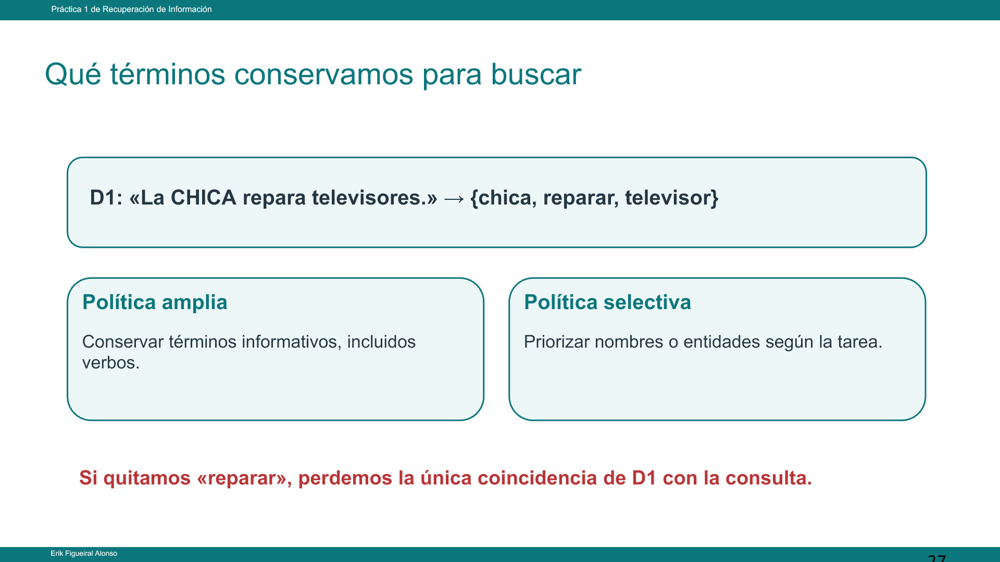 Práctica 1 de Recuperación de Información
Qué términos conservamos para buscar
D1: «La CHICA repara televisores.» → {chica, reparar, televisor}
Política amplia
Conservar términos informativos, incluidos
verbos.
Política selectiva
Priorizar nombres o entidades según la tarea.
Si quitamos «reparar», perdemos la única coincidencia de D1 con la consulta.
Erik Figueiral Alonso
27